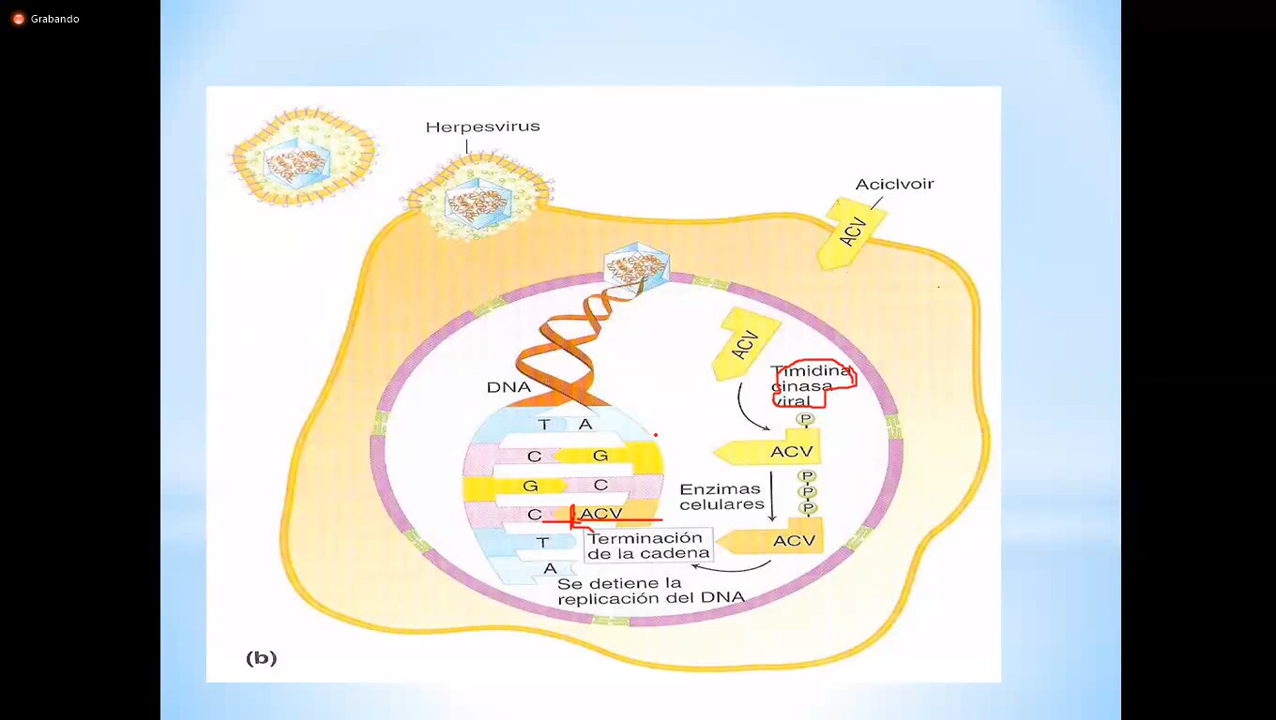 Grabando
Herpesvirus
Aciclvoir
ACV
ACV
Timidina
cinasa
viral
P
DNA
T A
C G
ACV
P
P
P
G C
Enzimas
celulares
C ACV
T
Terminación
de la cadena
ACV
A
Se detiene la
replicación del DNA
(b)